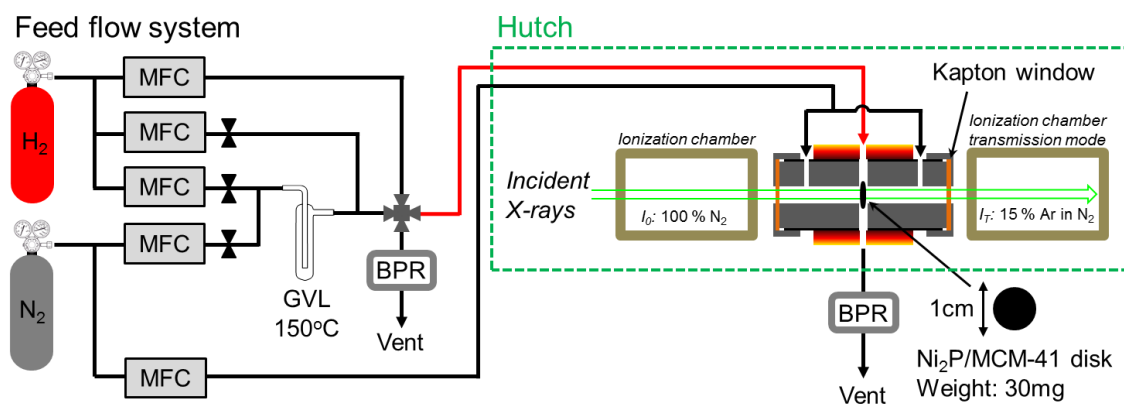 Feed flow system
Hutch
H2
N2
MFC
MFC
MFC
MFC
MFC
GVL
150°C
BPR
Vent
Kapton window
Ionization chamber
Ionization chamber
transmission mode
Incident
X-rays
I0: 100 % N2
IT: 15 % Ar in N2
BPR
Vent
1cm
Ni2P/MCM-41 disk
Weight: 30mg